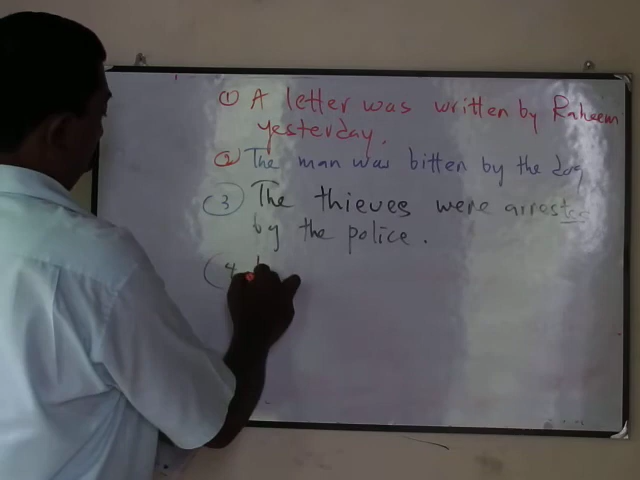 ① A letter was written by Raheem
yesterday.
② The man was bitten by the dog
③ The thieves were arrested
by the police.
④